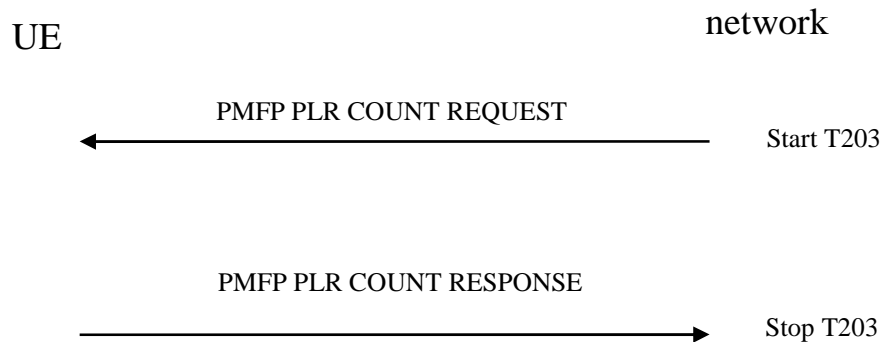 UE
network
PMFP PLR COUNT REQUEST
Start T203
PMFP PLR COUNT RESPONSE
Stop T203